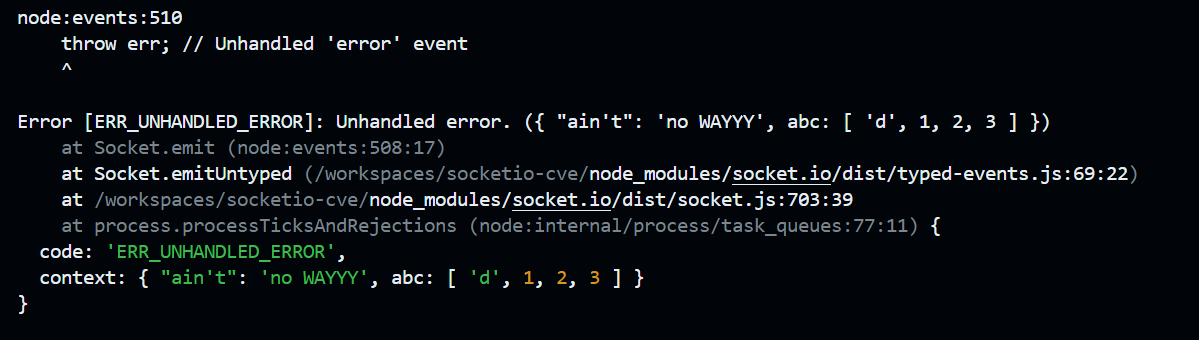 node:events:510
    throw err; // Unhandled 'error' event
    ^

Error [ERR_UNHANDLED_ERROR]: Unhandled error. ({ "ain't": 'no WAYYY', abc: [ 'd', 1, 2, 3 ] })
    at Socket.emit (node:events:508:17)
    at Socket.emitUntyped (/workspaces/socketio-cve/node_modules/socket.io/dist/typed-events.js:69:22)
    at /workspaces/socketio-cve/node_modules/socket.io/dist/socket.js:703:39
    at process.processTicksAndRejections (node:internal/process/task_queues:77:11) {
  code: 'ERR_UNHANDLED_ERROR',
  context: { "ain't": 'no WAYYY', abc: [ 'd', 1, 2, 3 ] }
}